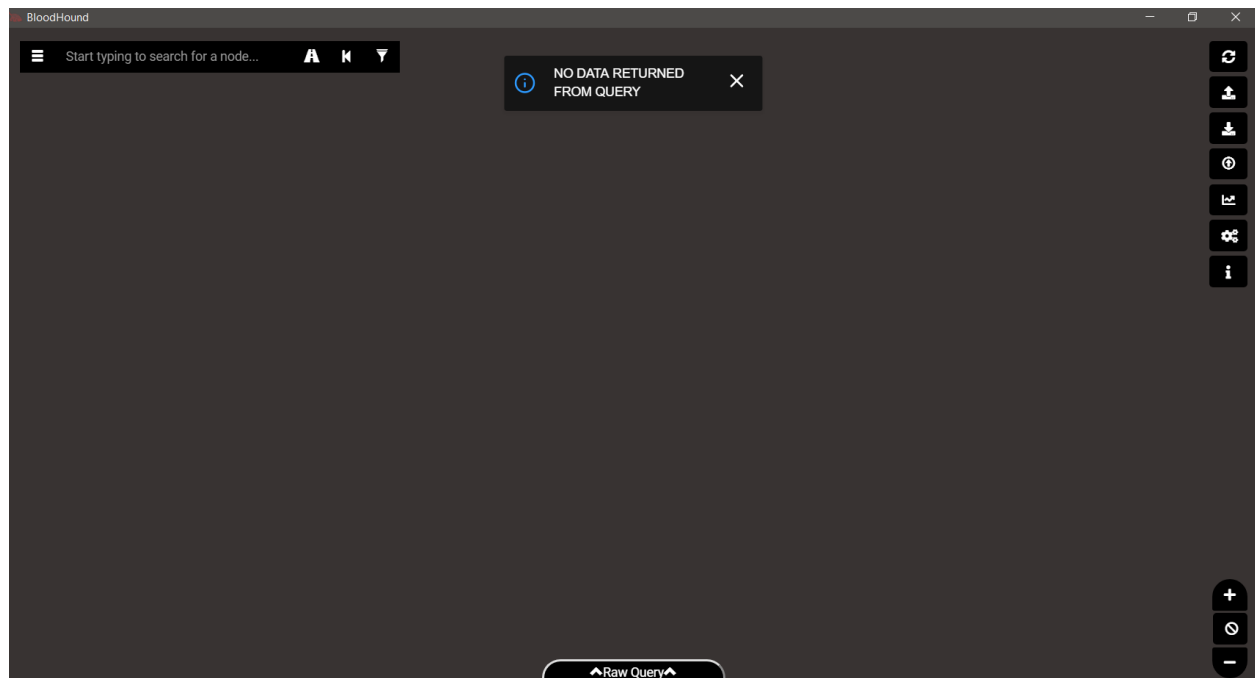 BloodHound
Start typing to search for a node...
NO DATA RETURNED
FROM QUERY
Raw Query